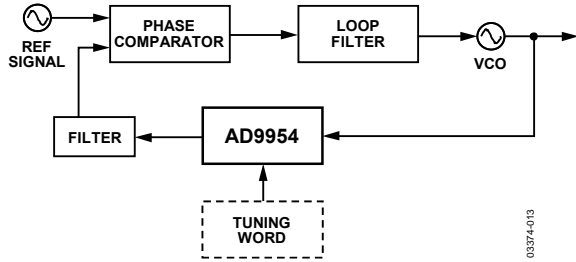 REF
SIGNAL
PHASE
COMPARATOR
LOOP
FILTER
VCO
FILTER
AD9954
TUNING
WORD
03374-013